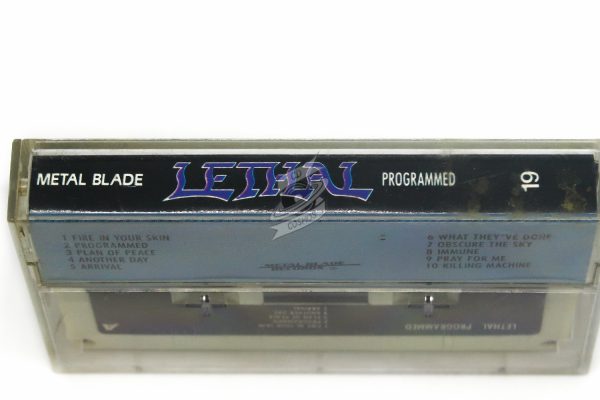 METAL BLADE LETHAL PROGRAMMED 19
1 FIRE IN YOUR SKIN
2 PROGRAMMED
3 PLAN OF PEACE
4 ANOTHER DAY
5 ARRIVAL
METAL BLADE
RECORDS
6 WHAT THEY'VE DONE
7 OBSCURE THE SKY
8 IMMUNE
9 PRAY FOR ME
10 KILLING MACHINE
LETHAL PROGRAMMED